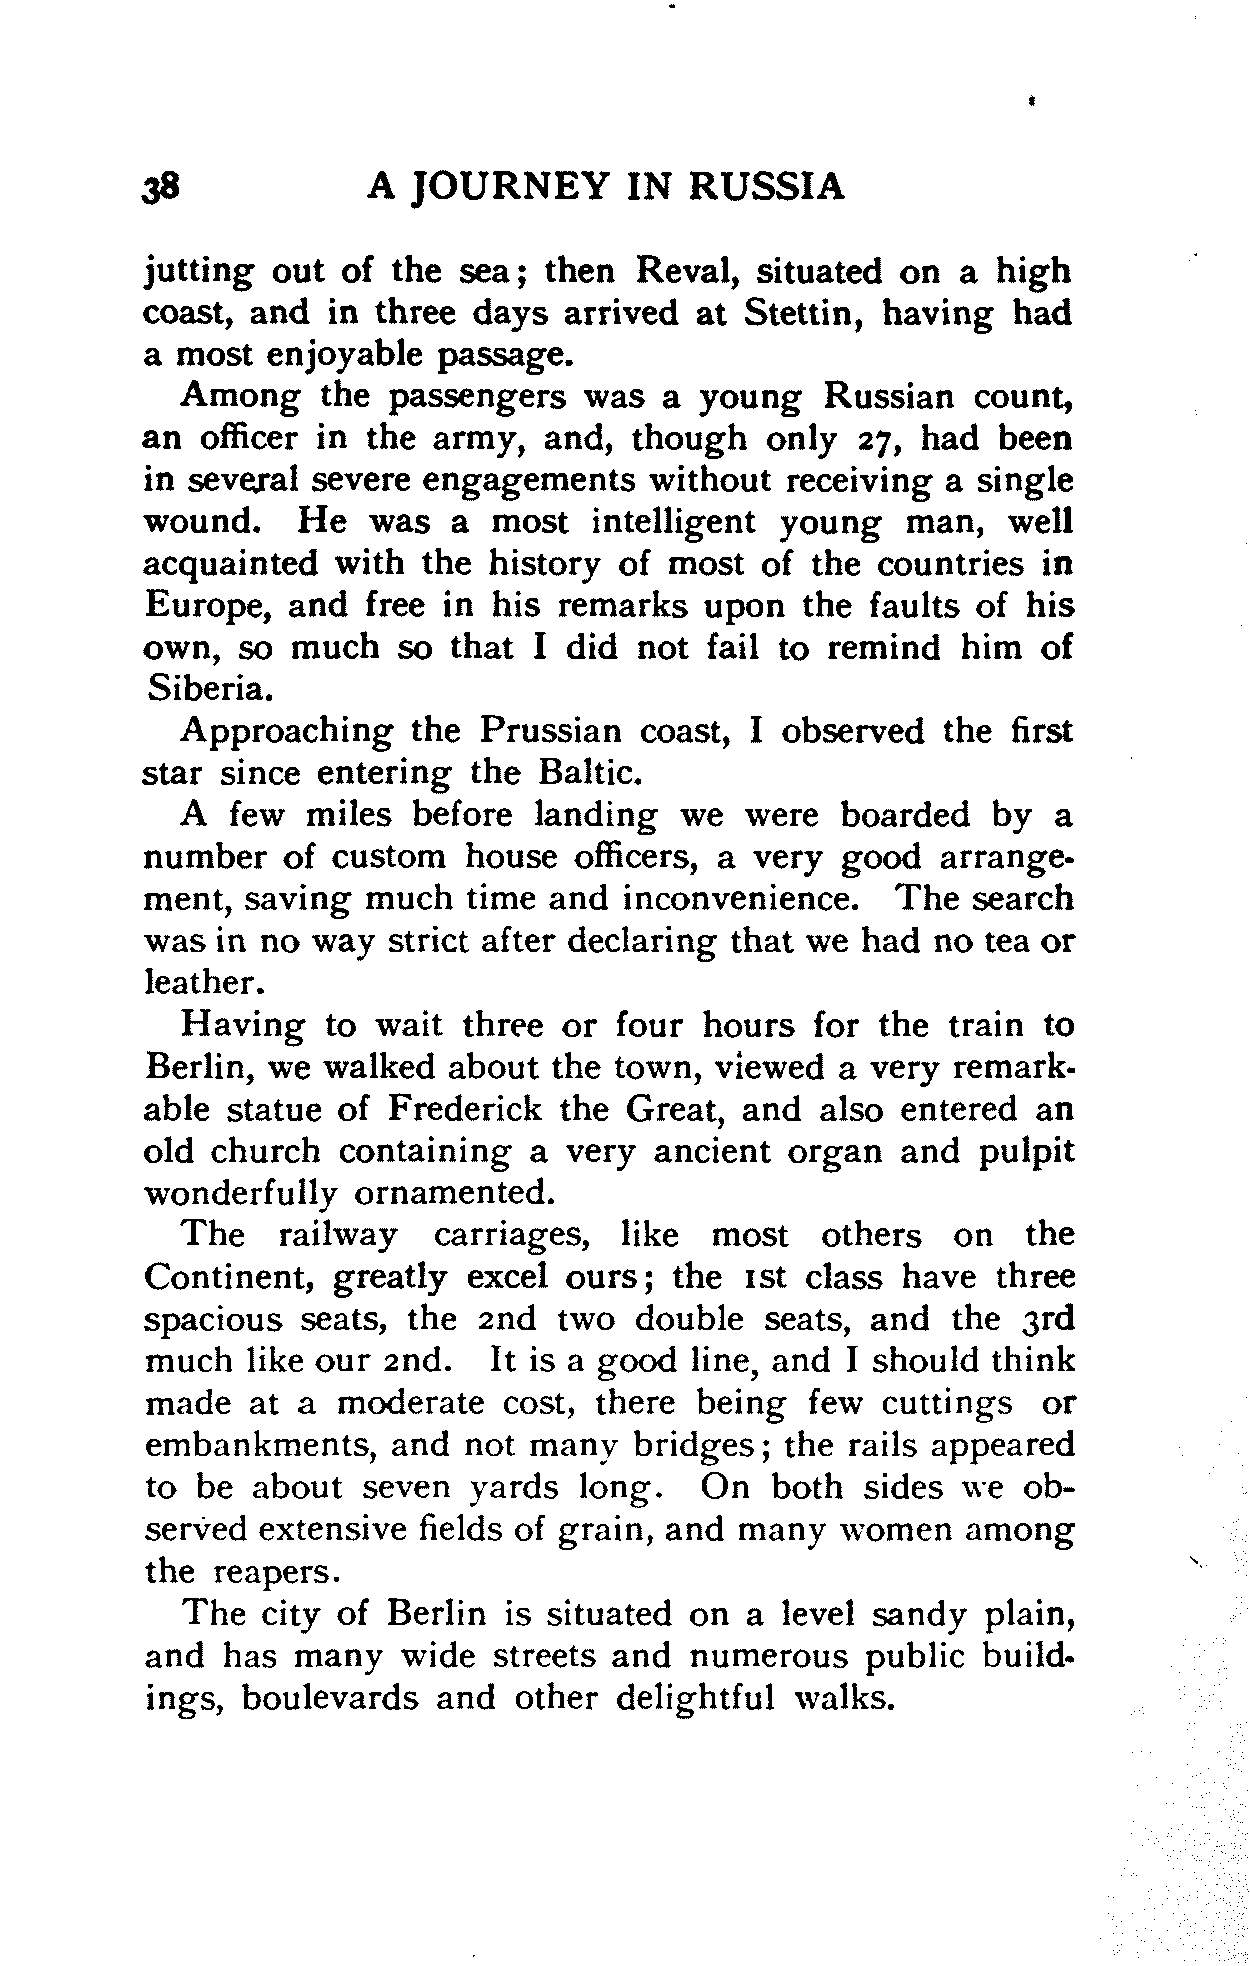 38 A JOURNEY IN RUSSIA
jutting out of the sea; then Reval, situated on a high
coast, and in three days arrived at Stettin, having had
a most enjoyable passage.
Among the passengers was a young Russian count,
an officer in the army, and, though only 27, had been
in several severe engagements without receiving a single
wound. He was a most intelligent young man, well
acquainted with the history of most of the countries in
Europe, and free in his remarks upon the faults of his
own, so much so that I did not fail to remind him of
Siberia.
Approaching the Prussian coast, I observed the first
star since entering the Baltic.
A few miles before landing we were boarded by a
number of custom house officers, a very good arrange-
ment, saving much time and inconvenience. The search
was in no way strict after declaring that we had no tea or
leather.
Having to wait three or four hours for the train to
Berlin, we walked about the town, viewed a very remark-
able statue of Frederick the Great, and also entered an
old church containing a very ancient organ and pulpit
wonderfully ornamented.
The railway carriages, like most others on the
Continent, greatly excel ours; the 1st class have three
spacious seats, the 2nd two double seats, and the 3rd
much like our 2nd. It is a good line, and I should think
made at a moderate cost, there being few cuttings or
embankments, and not many bridges; the rails appeared
to be about seven yards long. On both sides we ob-
served extensive fields of grain, and many women among
the reapers.
The city of Berlin is situated on a level sandy plain,
and has many wide streets and numerous public build-
ings, boulevards and other delightful walks.